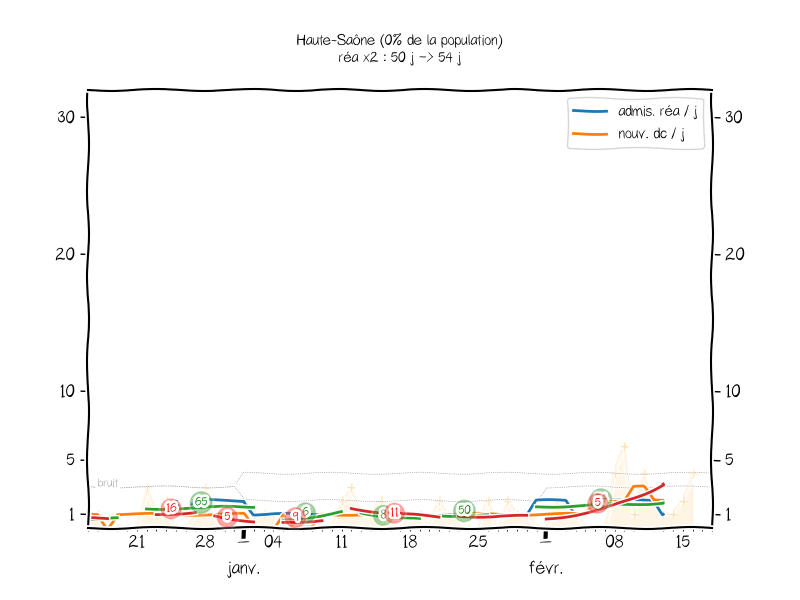 Haute-Saône (0% de la population)
réa x2 : 50 j -> 54 j
admis. réa / j
nouv. dc / j
30 30
20 20
10 10
5 5
bruit
16 65 5 9 6 8 11 50 5
1 1
21 28 04 11 18 25 08 15
janv. févr.